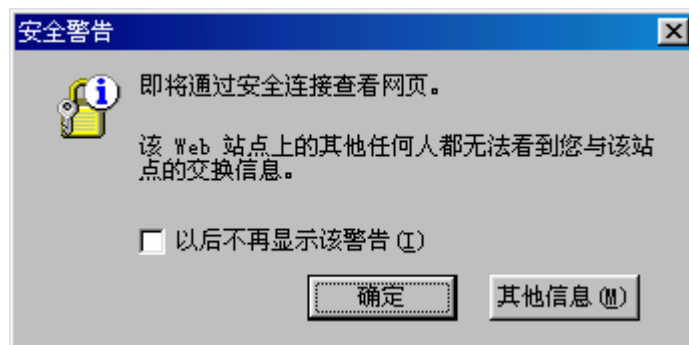 安全警告
即将通过安全连接查看网页。
该 Web 站点上的其他任何人都无法看到您与该站
点的交换信息。
以后不再显示该警告(I)
确定
其他信息(M)